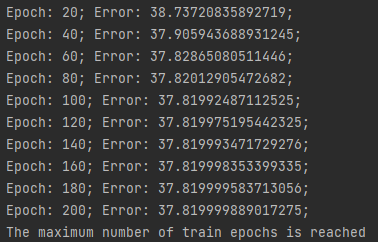 Epoch: 20; Error: 38.73720835892719;
Epoch: 40; Error: 37.905943688931245;
Epoch: 60; Error: 37.82865080511446;
Epoch: 80; Error: 37.82012905472682;
Epoch: 100; Error: 37.81992487112525;
Epoch: 120; Error: 37.819975195442325;
Epoch: 140; Error: 37.81999347129276;
Epoch: 160; Error: 37.819998353399335;
Epoch: 180; Error: 37.819999583713056;
Epoch: 200; Error: 37.819999889017275;
The maximum number of train epochs is reached